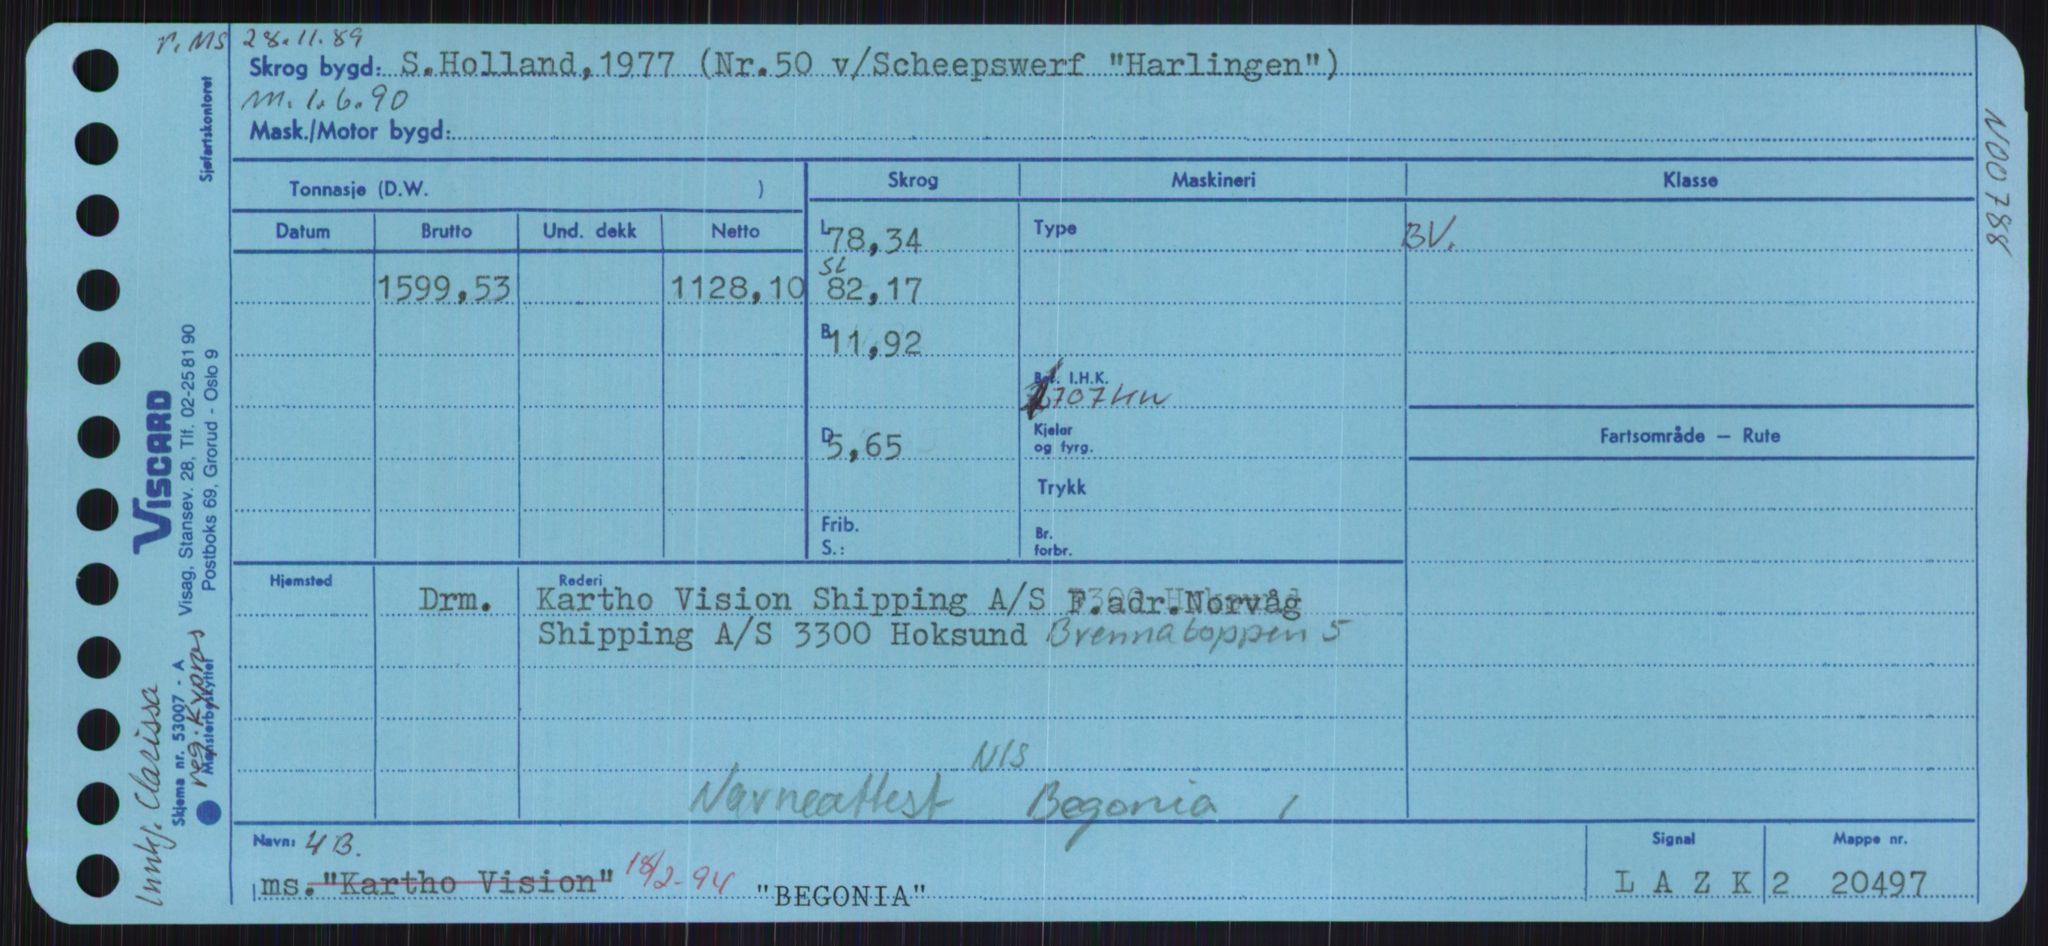 r. MS 28.11.89
Skrog bygd: S.Holland,1977 (Nr.50 v/Scheepswerf "Harlingen")
m. 1.6.90
Mask./Motor bygd:
Sjøfartskontoret
N00788
Tonnasje (D.W. )
Skrog Maskineri Klasse
Datum Brutto Und. dekk Netto
L 78,34 Type BV.
1599,53 1128,10 SL 82,17
B 11,92
Bet. I.H.K.
707 kw
D 5,65
Kjeler
og fyrg.
Fartsområde — Rute
Trykk
Frib.
S.:
Br.
forbr.
Hjemsted Rederi
Drm. Kartho Vision Shipping A/S F.adr.Norvåg
Shipping A/S 3300 Hoksund Brennatoppen 5
NIS
Navneattest Begonia 1
Navn: 4B. Signal Mappe nr.
ms. "Kartho Vision" 18/2-94 "BEGONIA" L A Z K 2 20497
VISCARD
Visag, Stansev. 28, Tlf. 02-25 81 90
Postboks 69, Grorud - Oslo 9
Skjema nr. 53007 - A
Mønsterbeskyttet
innkj. Clarissa
reg: Kypros